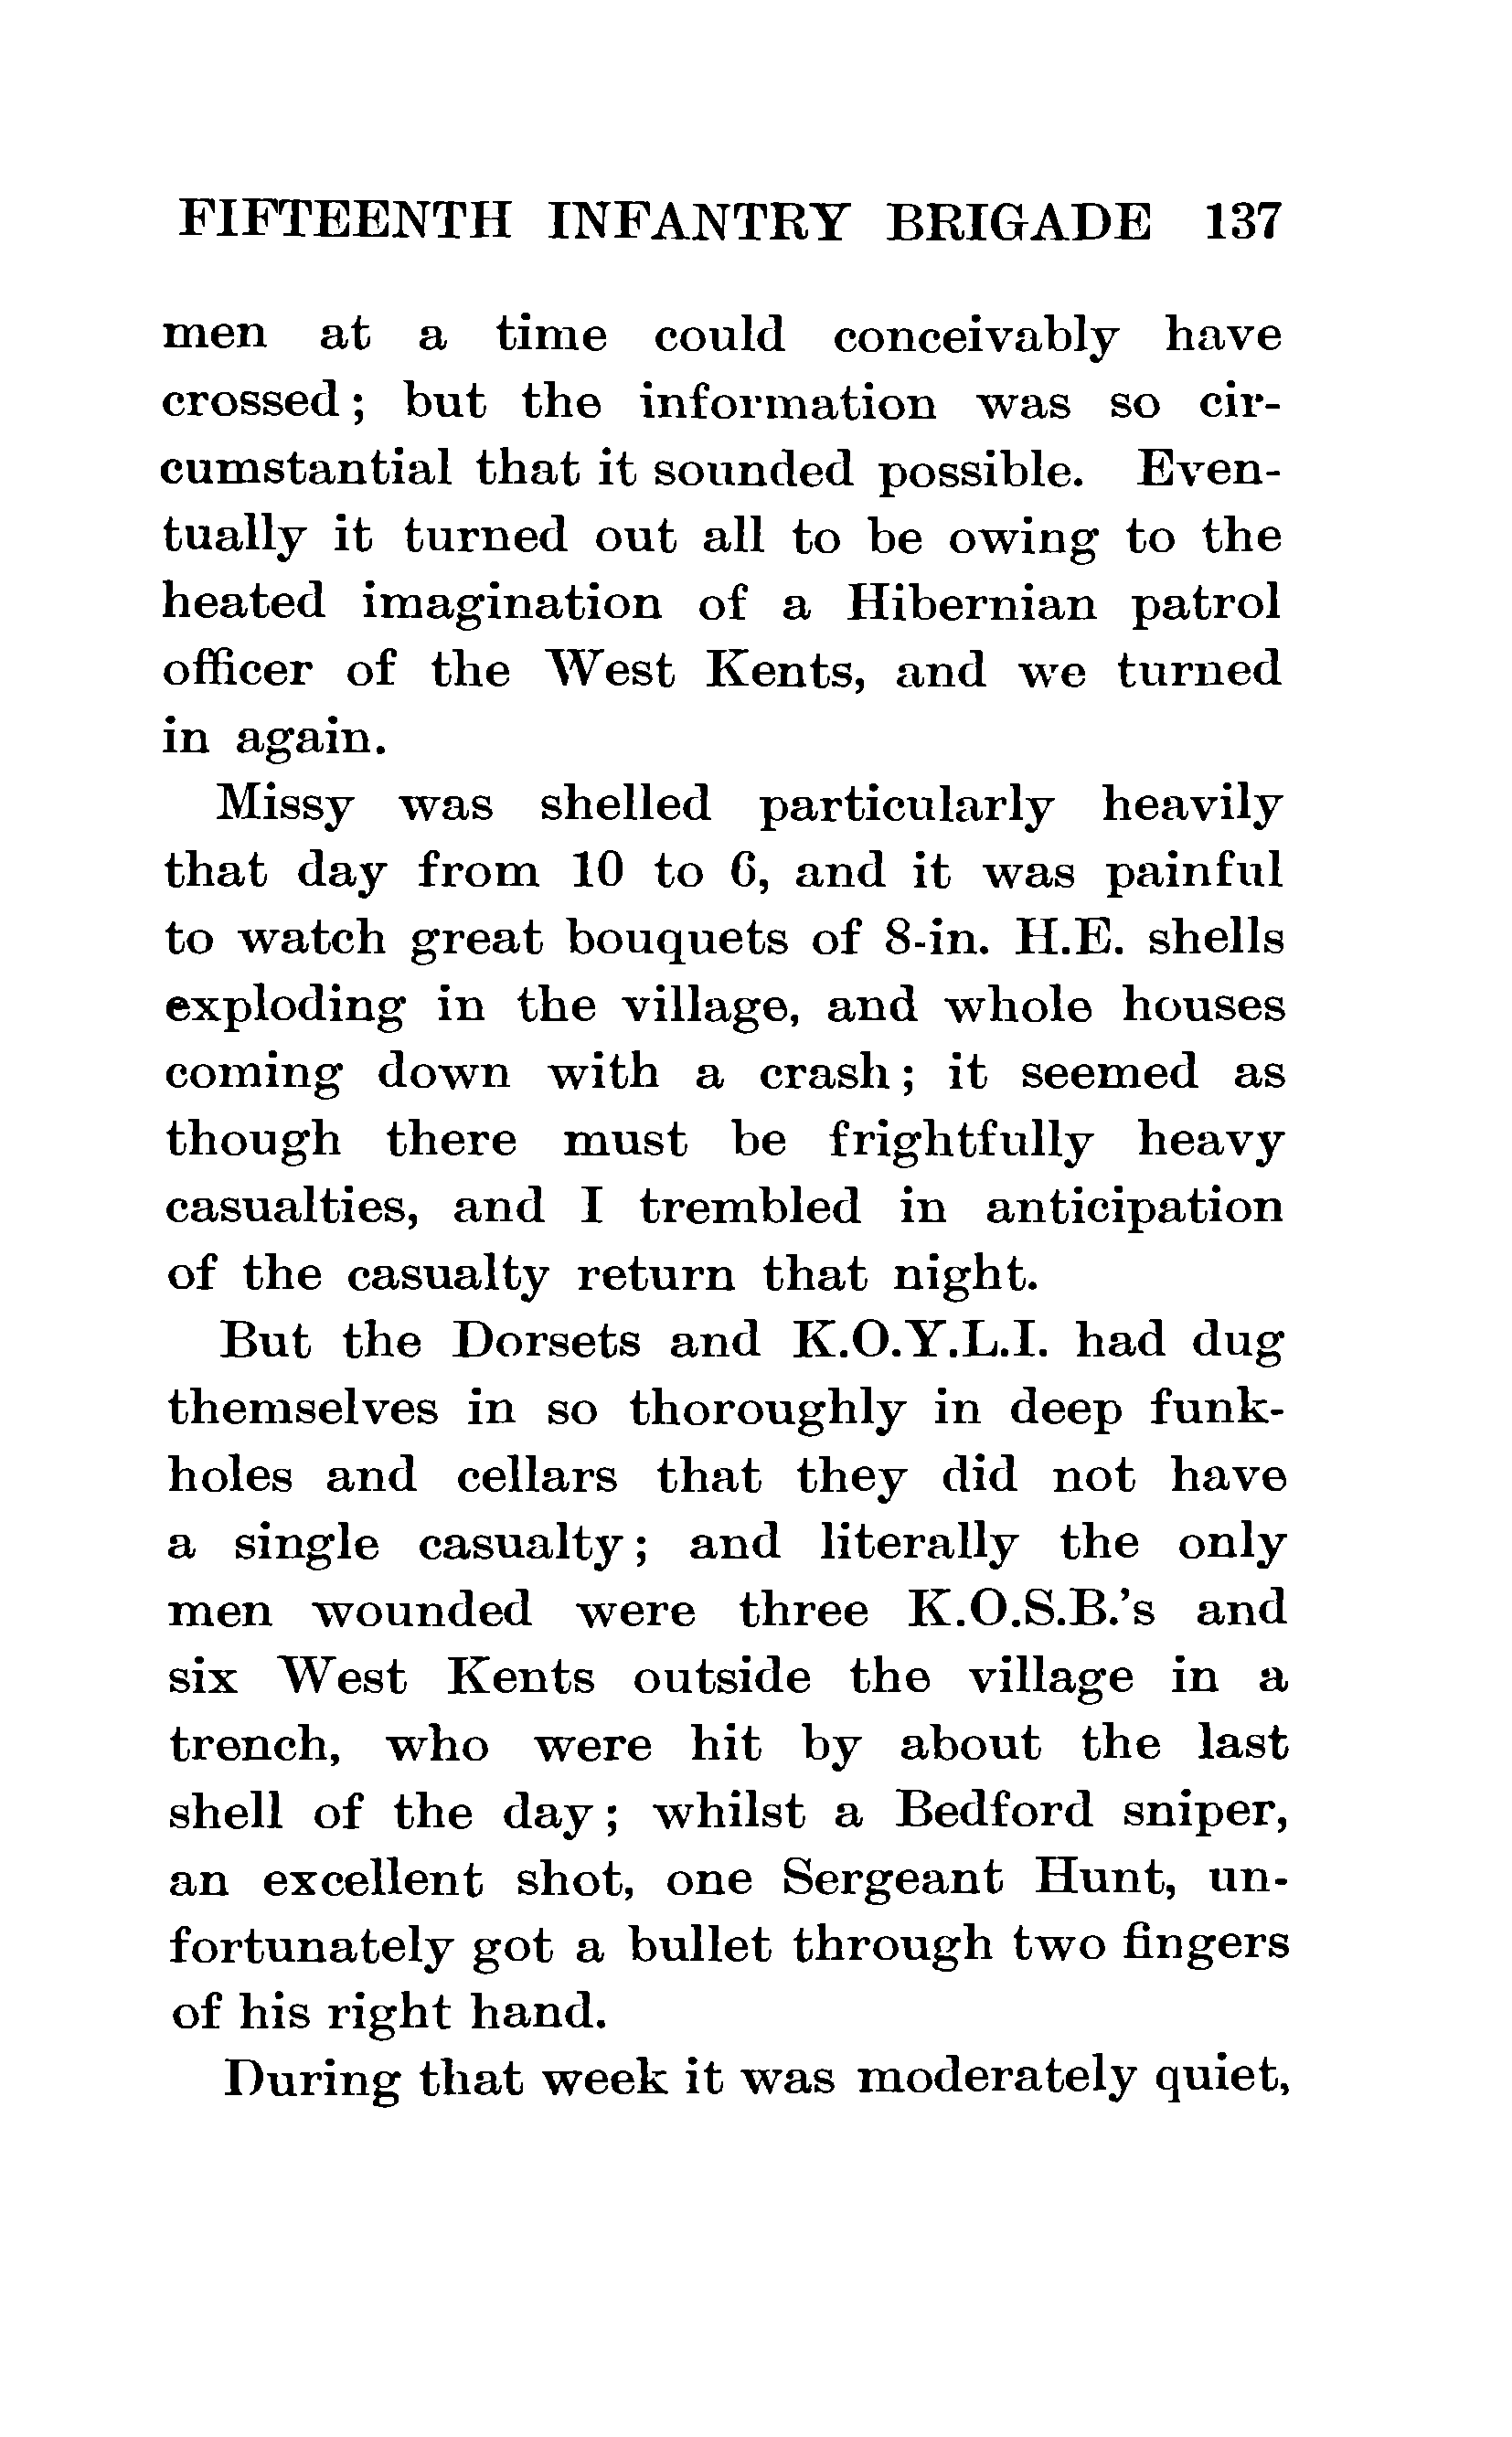 FIFTEENTH INFANTRY BRIGADE 137
men at a time could conceivably have
crossed; but the information was so cir-
cumstantial that it sounded possible. Even-
tually it turned out all to be owing to the
heated imagination of a Hibernian patrol
officer of the West Kents, and we turned
in again.
Missy was shelled particularly heavily
that day from 10 to 6, and it was painful
to watch great bouquets of 8-in. H.E. shells
exploding in the village, and whole houses
coming down with a crash; it seemed as
though there must be frightfully heavy
casualties, and I trembled in anticipation
of the casualty return that night.
But the Dorsets and K.O.Y.L.I. had dug
themselves in so thoroughly in deep funk-
holes and cellars that they did not have
a single casualty; and literally the only
men wounded were three K.O.S.B.'s and
six West Kents outside the village in a
trench, who were hit by about the last
shell of the day; whilst a Bedford sniper,
an excellent shot, one Sergeant Hunt, un-
fortunately got a bullet through two fingers
of his right hand.
During that week it was moderately quiet,